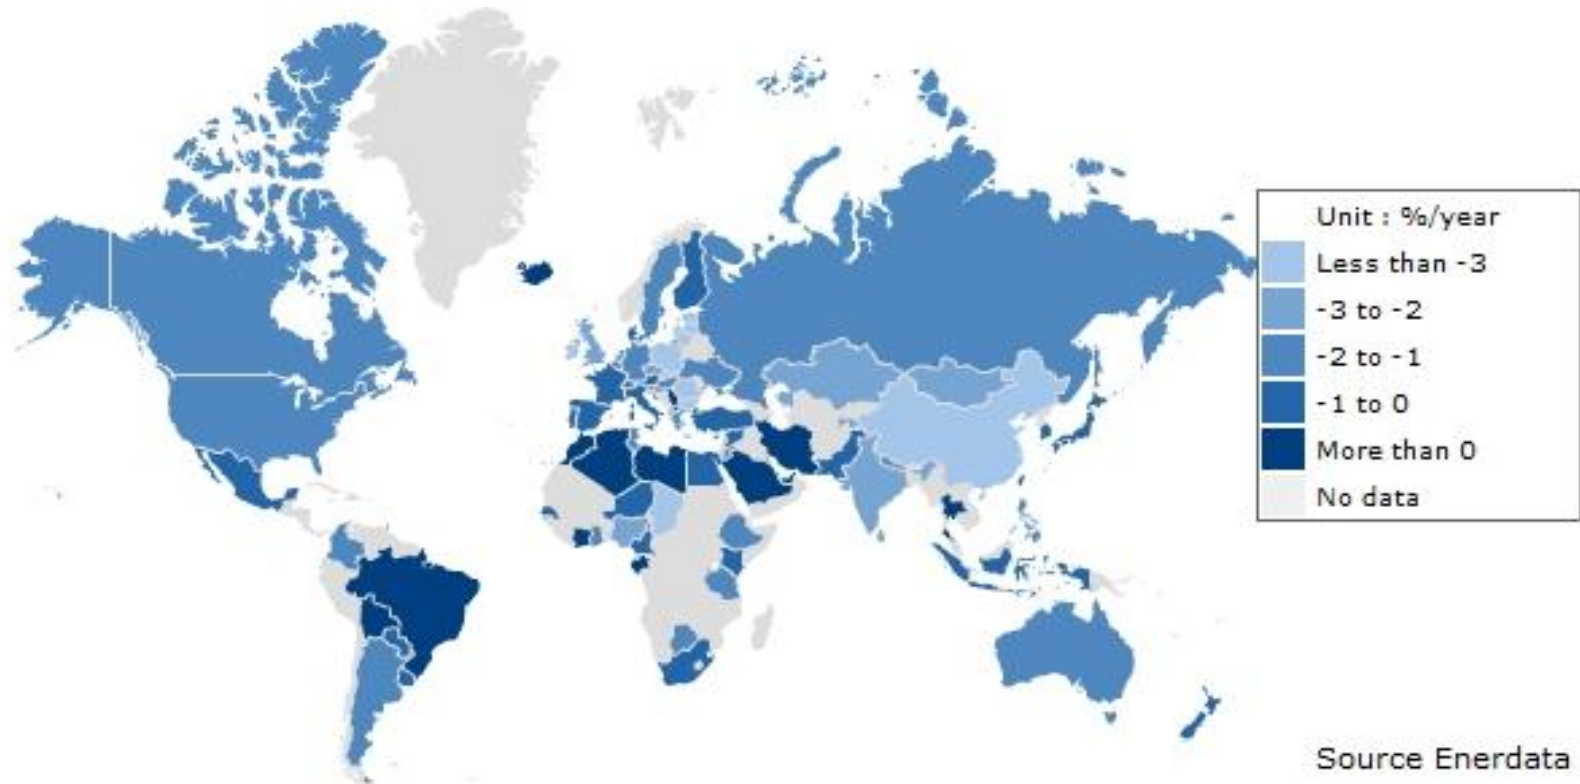 Unit : %/year
Less than -3
-3 to -2
-2 to -1
-1 to 0
More than 0
No data
Source Enerdata